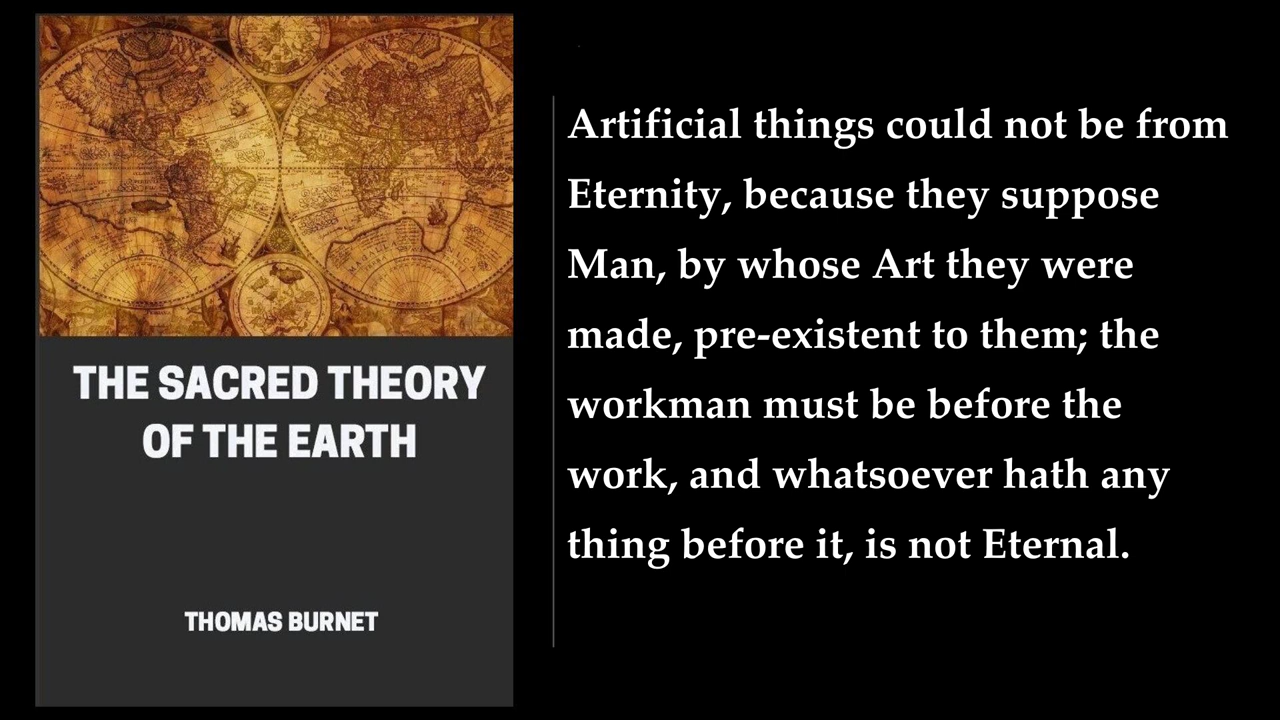 THE SACRED THEORY
OF THE EARTH
THOMAS BURNET
Artificial things could not be from
Eternity, because they suppose
Man, by whose Art they were
made, pre-existent to them; the
workman must be before the
work, and whatsoever hath any
thing before it, is not Eternal.